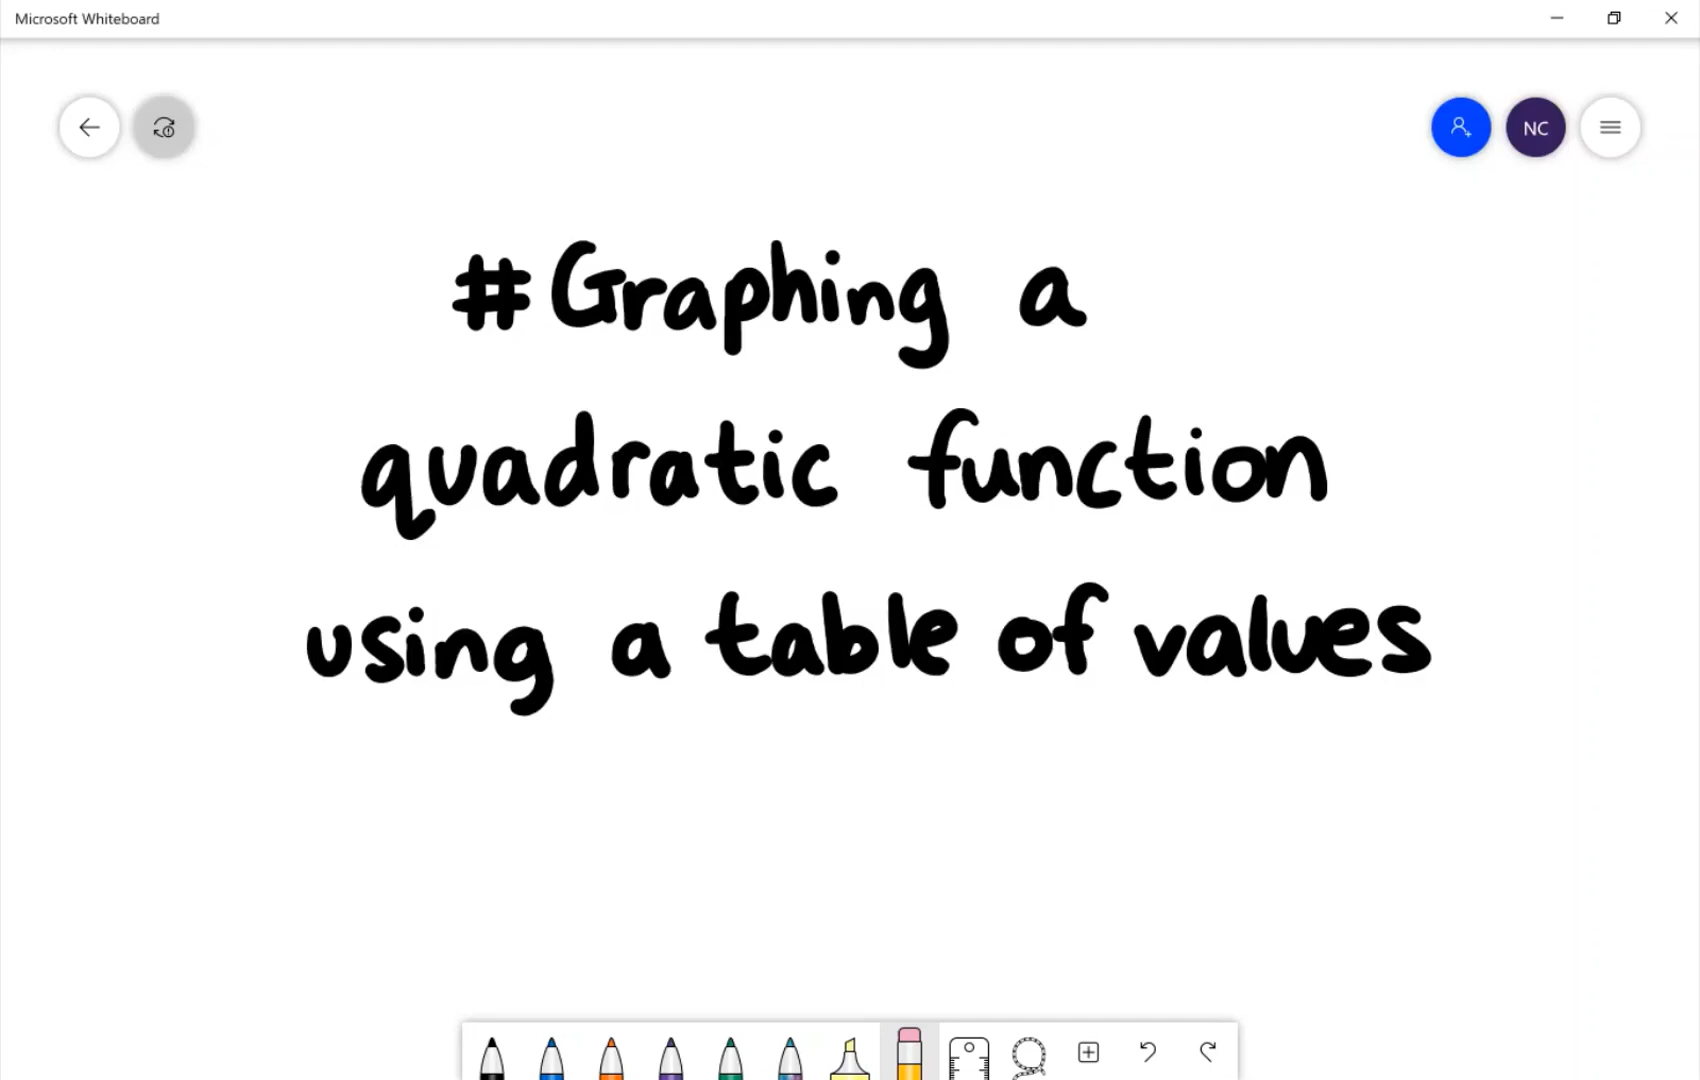 Microsoft Whiteboard
NC
#Graphing a
quadratic function
using a table of values